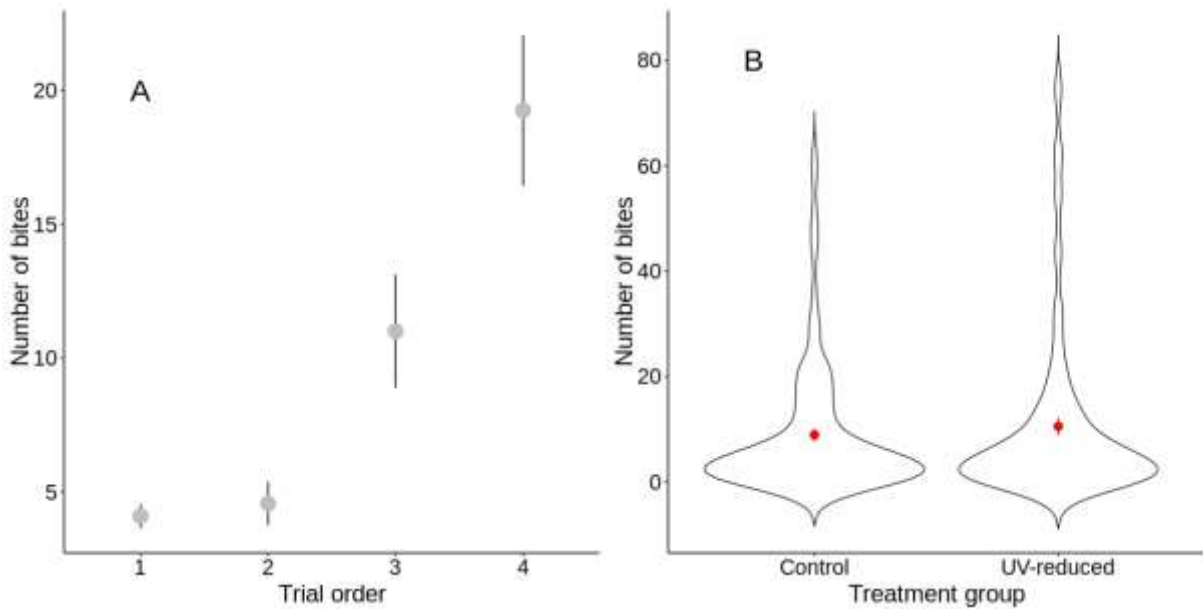 A
Number of bites
20
15
10
5
1 2 3 4
Trial order
B
Number of bites
80
60
40
20
0
Control UV-reduced
Treatment group